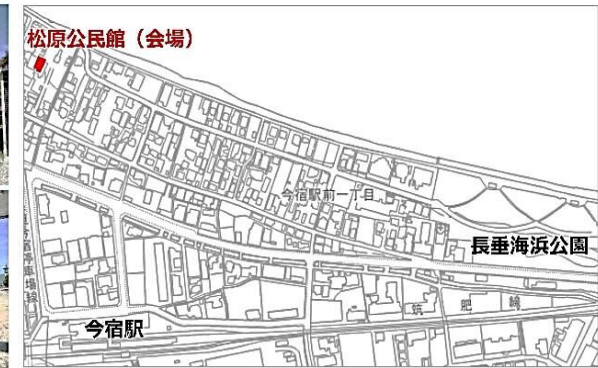 松原公民館（会場）
今宿駅前一丁目
長垂海浜公園
筑肥線
今宿駅